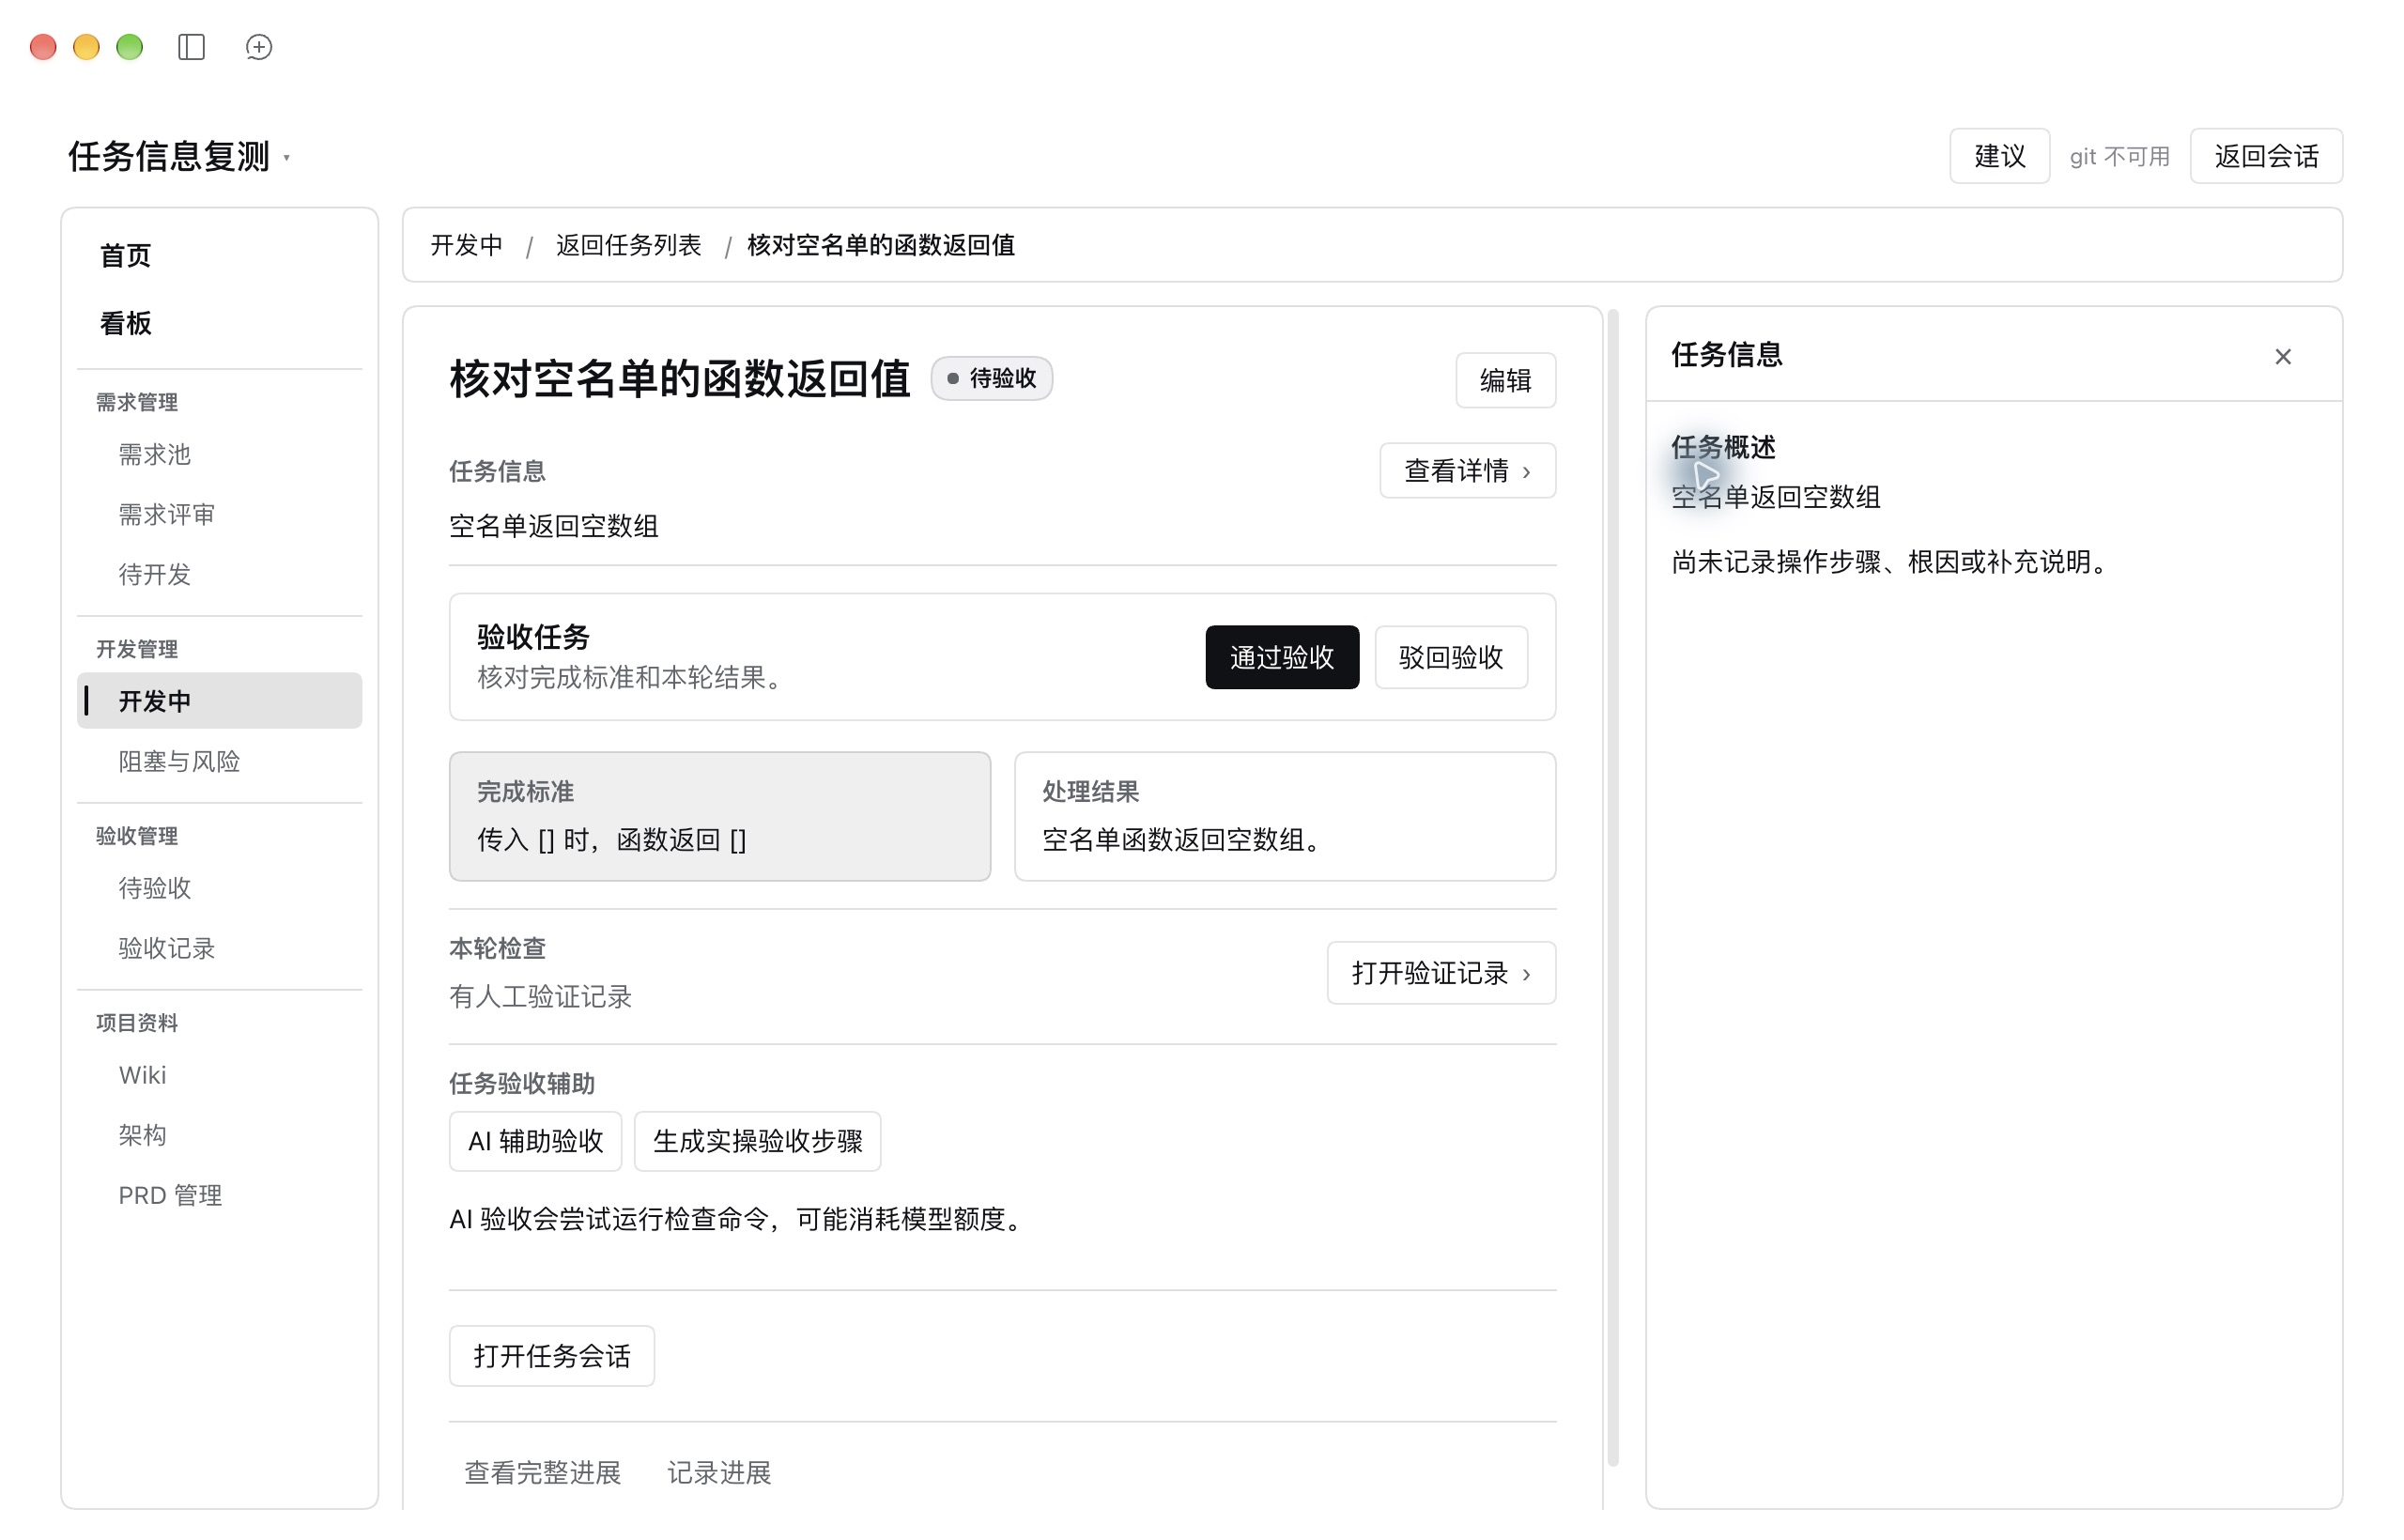 任务信息复测
建议
git 不可用
返回会话
首页
看板
需求管理
需求池
需求评审
待开发
开发管理
开发中
阻塞与风险
验收管理
待验收
验收记录
项目资料
Wiki
架构
PRD 管理
开发中 / 返回任务列表 / 核对空名单的函数返回值
核对空名单的函数返回值
待验收
编辑
任务信息
查看详情 ›
空名单返回空数组
验收任务
核对完成标准和本轮结果。
通过验收
驳回验收
完成标准
传入 [] 时，函数返回 []
处理结果
空名单函数返回空数组。
本轮检查
有人工验证记录
打开验证记录 ›
任务验收辅助
AI 辅助验收
生成实操验收步骤
AI 验收会尝试运行检查命令，可能消耗模型额度。
打开任务会话
查看完整进展
记录进展
任务信息
×
任务概述
空名单返回空数组
尚未记录操作步骤、根因或补充说明。